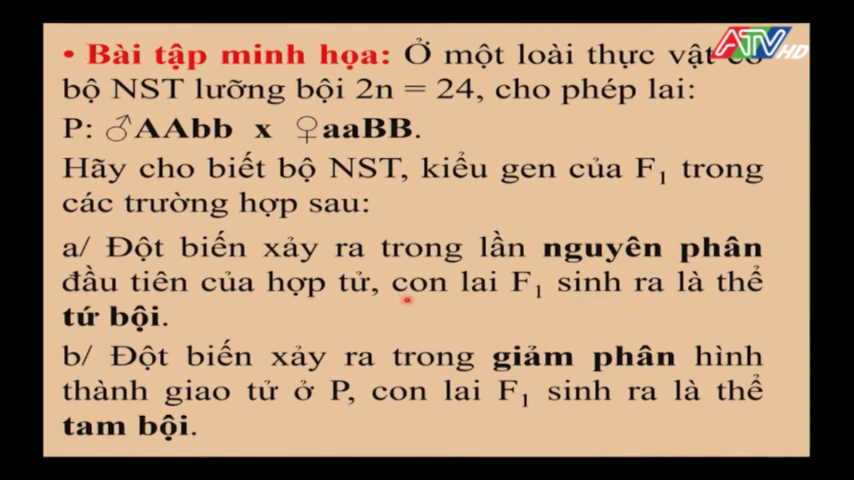 ATV HD
• Bài tập minh họa: Ở một loài thực vật có
bộ NST lưỡng bội 2n = 24, cho phép lai:
P: ♂AAbb x ♀aaBB.
Hãy cho biết bộ NST, kiểu gen của F₁ trong
các trường hợp sau:
a/ Đột biến xảy ra trong lần nguyên phân
đầu tiên của hợp tử, con lai F₁ sinh ra là thể
tứ bội.
b/ Đột biến xảy ra trong giảm phân hình
thành giao tử ở P, con lai F₁ sinh ra là thể
tam bội.